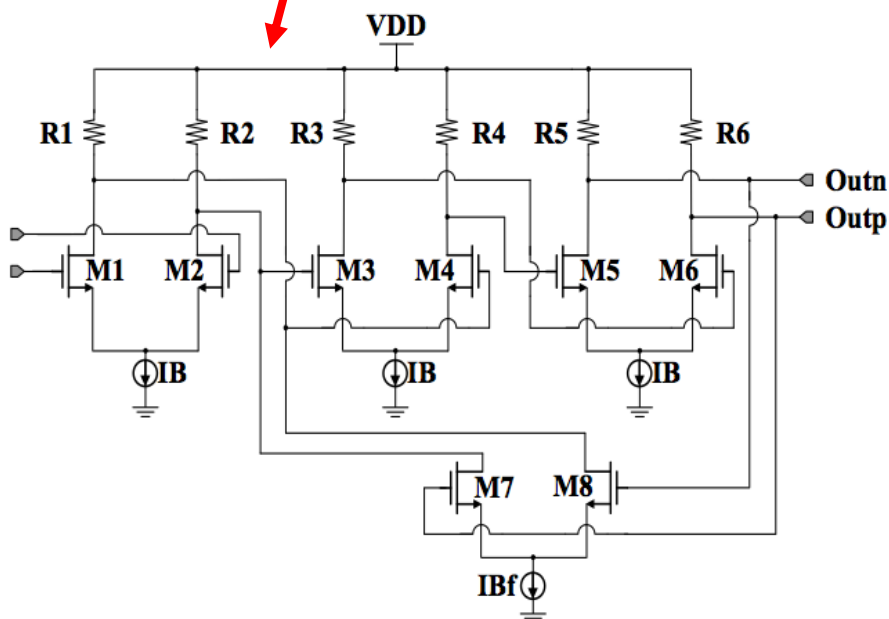 VDD
R1 R2 R3 R4 R5 R6
Outn
Outp
M1 M2 M3 M4 M5 M6
IB IB IB
M7 M8
IBf